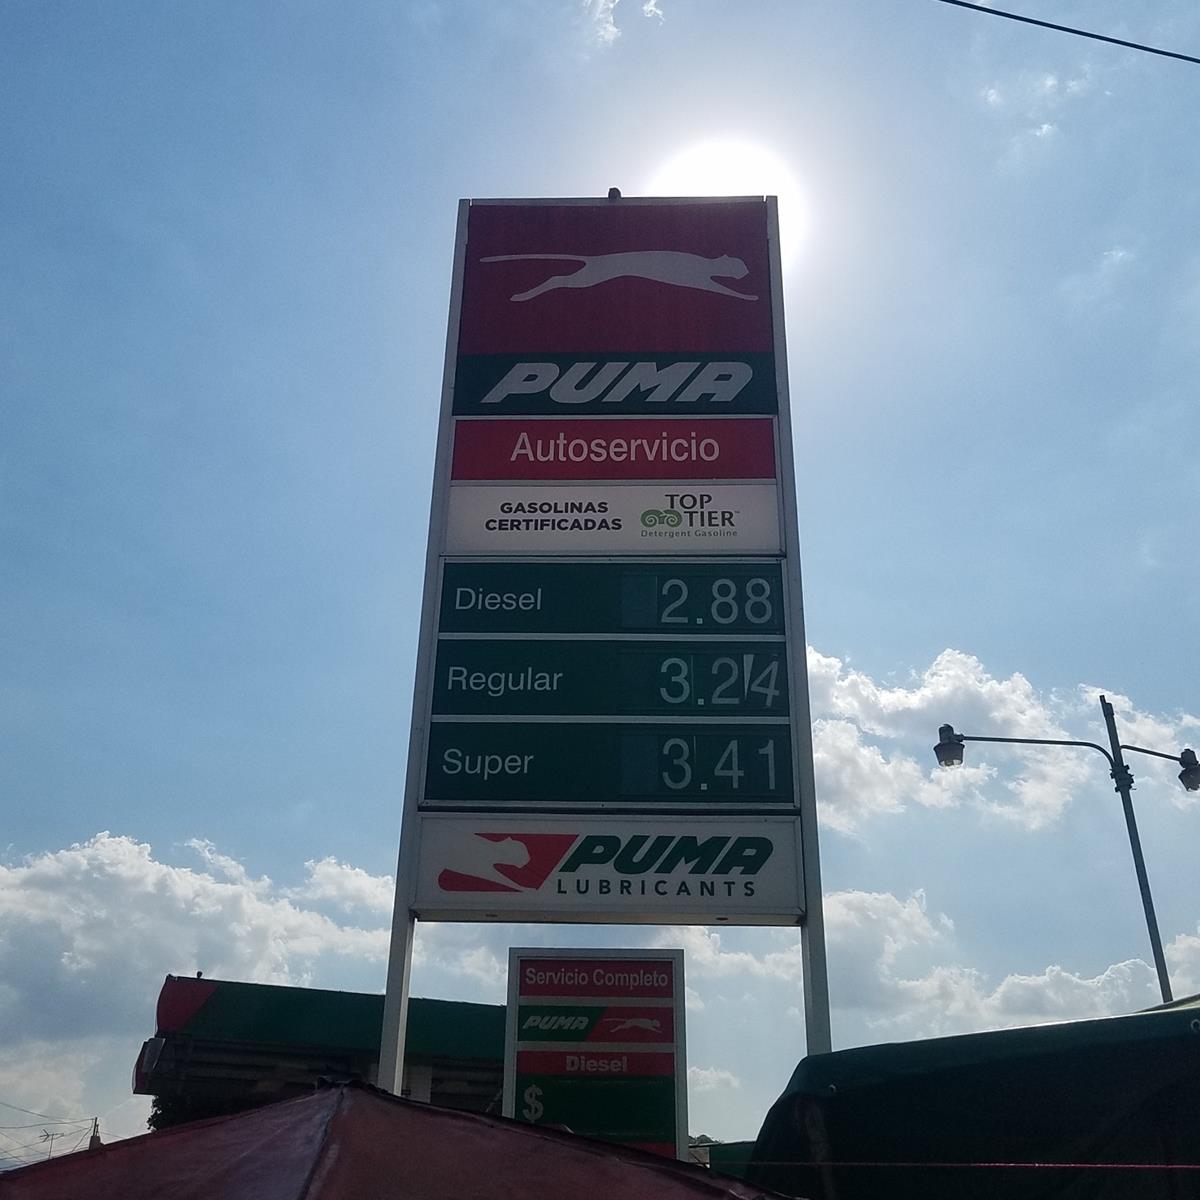 PUMA
Autoservicio
GASOLINAS
CERTIFICADAS
TOP
TIER™
Detergent Gasoline
Diesel 2.88
Regular 3.24
Super 3.41
PUMA
LUBRICANTS
Servicio Completo
PUMA
Diesel
$